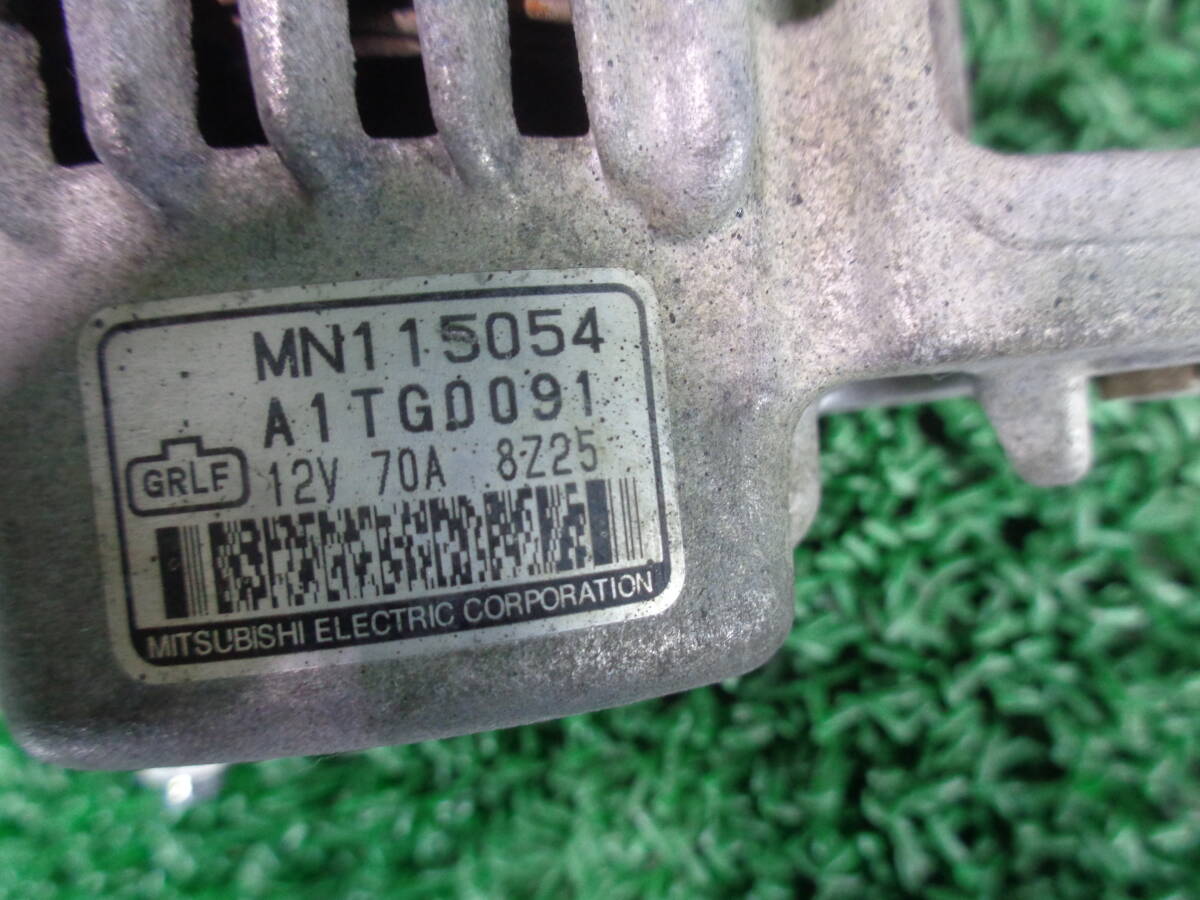 MN115054
A1TG0091
GRLF 12V 70A 8Z25
MITSUBISHI ELECTRIC CORPORATION